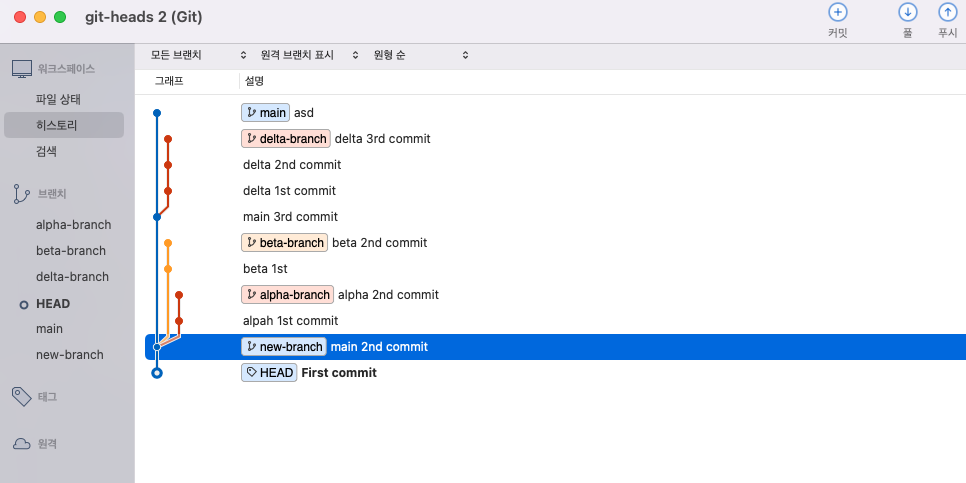 git-heads 2 (Git)
커밋 풀 푸시
모든 브랜치 원격 브랜치 표시 원형 순
그래프 설명
워크스페이스
파일 상태
히스토리
검색
브랜치
alpha-branch
beta-branch
delta-branch
HEAD
main
new-branch
태그
원격
main asd
delta-branch delta 3rd commit
delta 2nd commit
delta 1st commit
main 3rd commit
beta-branch beta 2nd commit
beta 1st
alpha-branch alpha 2nd commit
alpah 1st commit
new-branch main 2nd commit
HEAD First commit